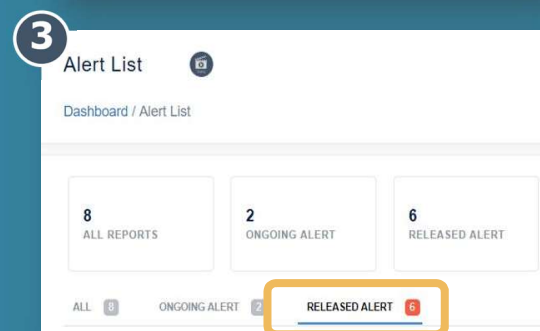 3
Alert List
Dashboard / Alert List
8
ALL REPORTS
2
ONGOING ALERT
6
RELEASED ALERT
ALL 8 ONGOING ALERT 2 RELEASED ALERT 6